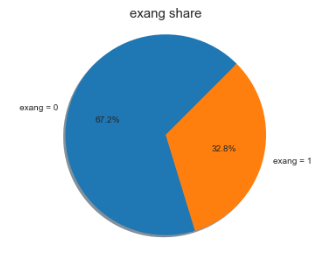 exang share
exang = 0
67.2%
32.8%
exang = 1